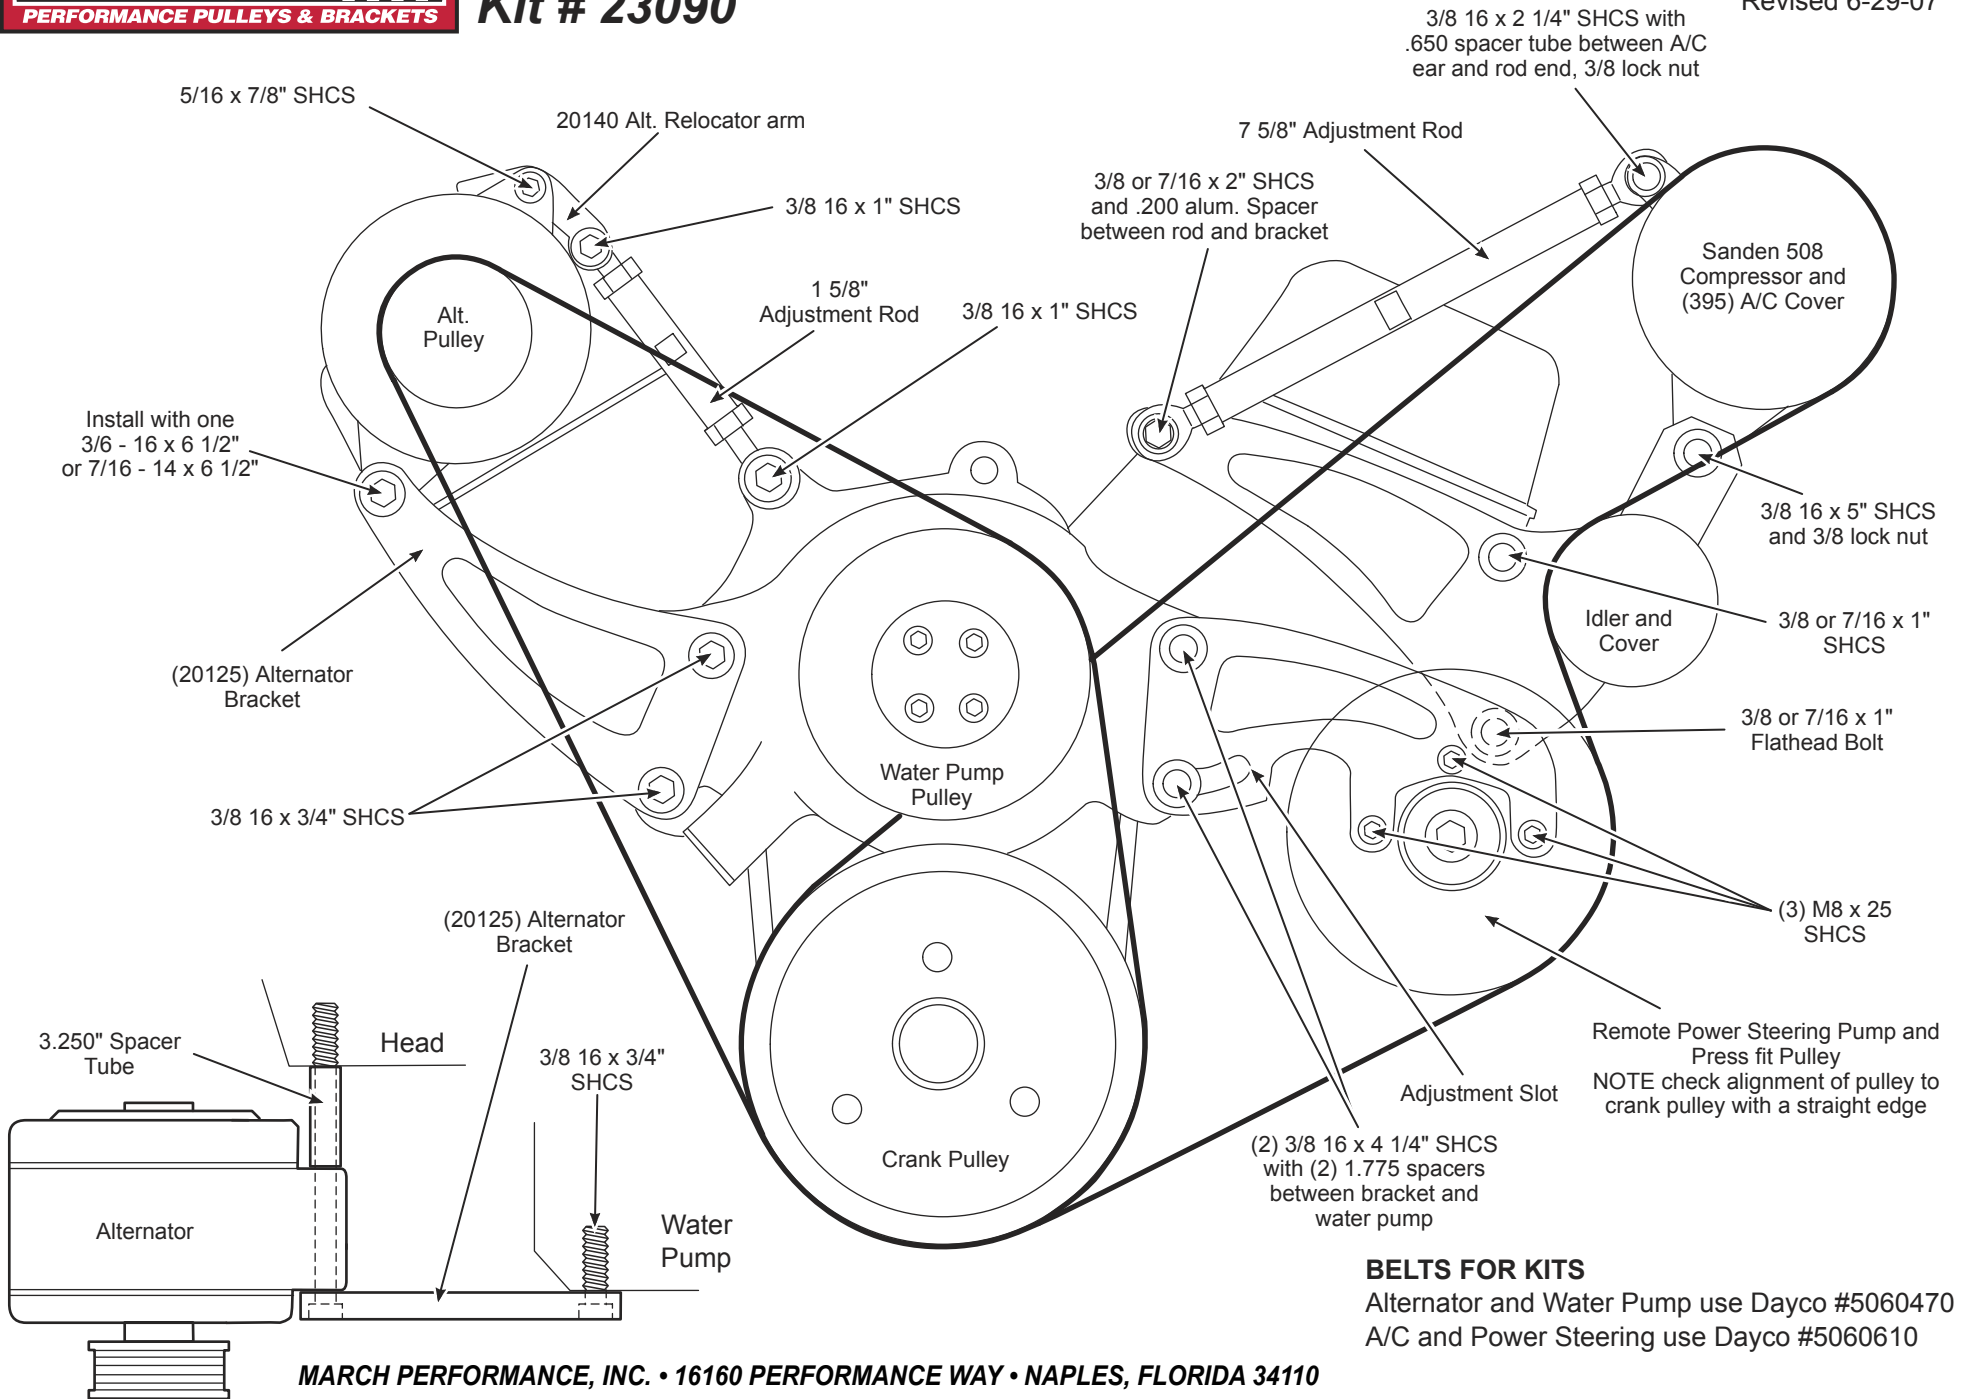 PERFORMANCE PULLEYS & BRACKETS
Kit # 23090
Revised 6-29-07
3/8 16 x 2 1/4" SHCS with
.650 spacer tube between A/C
ear and rod end, 3/8 lock nut
5/16 x 7/8" SHCS
20140 Alt. Relocator arm
7 5/8" Adjustment Rod
3/8 16 x 1" SHCS
3/8 or 7/16 x 2" SHCS
and .200 alum. Spacer
between rod and bracket
Sanden 508
Compressor and
(395) A/C Cover
Alt.
Pulley
1 5/8"
Adjustment Rod
3/8 16 x 1" SHCS
Install with one
3/6 - 16 x 6 1/2"
or 7/16 - 14 x 6 1/2"
3/8 16 x 5" SHCS
and 3/8 lock nut
Idler and
Cover
3/8 or 7/16 x 1"
SHCS
(20125) Alternator
Bracket
3/8 or 7/16 x 1"
Flathead Bolt
Water Pump
Pulley
3/8 16 x 3/4" SHCS
(3) M8 x 25
SHCS
(20125) Alternator
Bracket
3.250" Spacer
Tube
Head
3/8 16 x 3/4"
SHCS
Remote Power Steering Pump and
Press fit Pulley
NOTE check alignment of pulley to
crank pulley with a straight edge
Adjustment Slot
Crank Pulley
(2) 3/8 16 x 4 1/4" SHCS
with (2) 1.775 spacers
between bracket and
water pump
Alternator
Water
Pump
BELTS FOR KITS
Alternator and Water Pump use Dayco #5060470
A/C and Power Steering use Dayco #5060610
MARCH PERFORMANCE, INC. • 16160 PERFORMANCE WAY • NAPLES, FLORIDA 34110